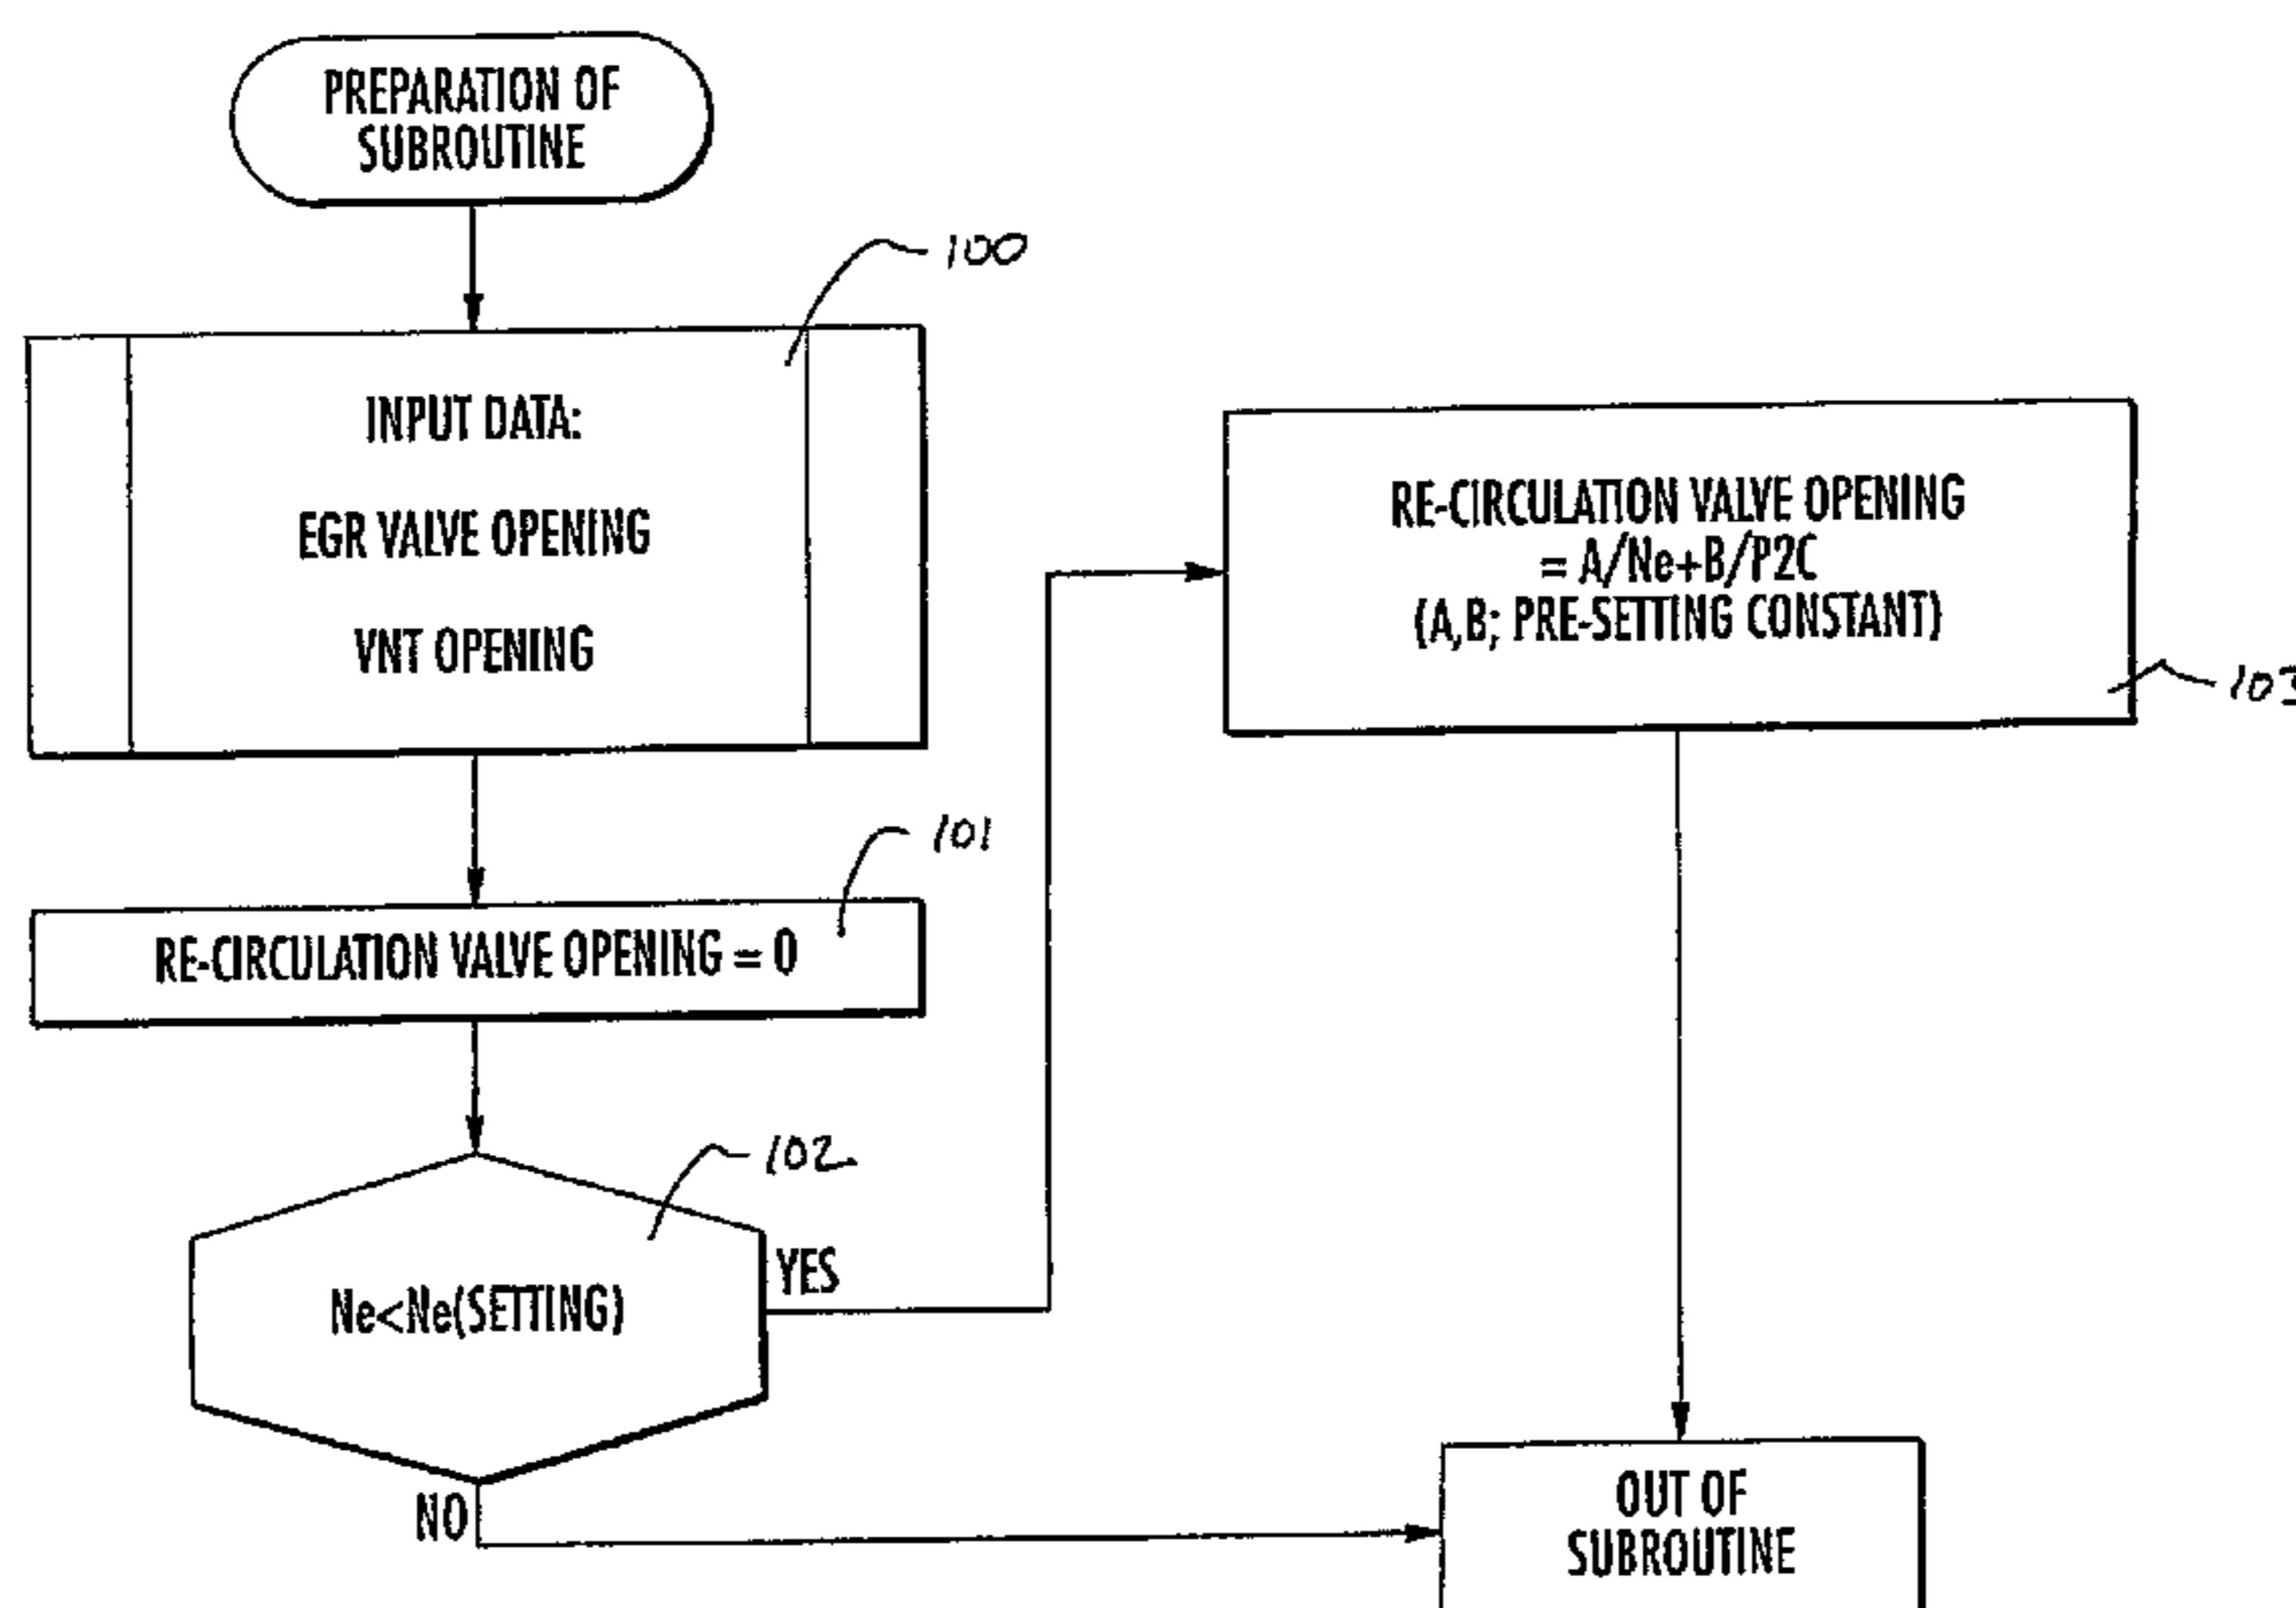 PREPARATION OF
SUBROUTINE
100
INPUT DATA:
EGR VALVE OPENING
VNT OPENING
RE-CIRCULATION VALVE OPENING
= A/Ne+B/P2C
(A,B; PRE-SETTING CONSTANT)
103
101
RE-CIRCULATION VALVE OPENING = 0
102
Ne<Ne(SETTING)
YES
NO
OUT OF
SUBROUTINE